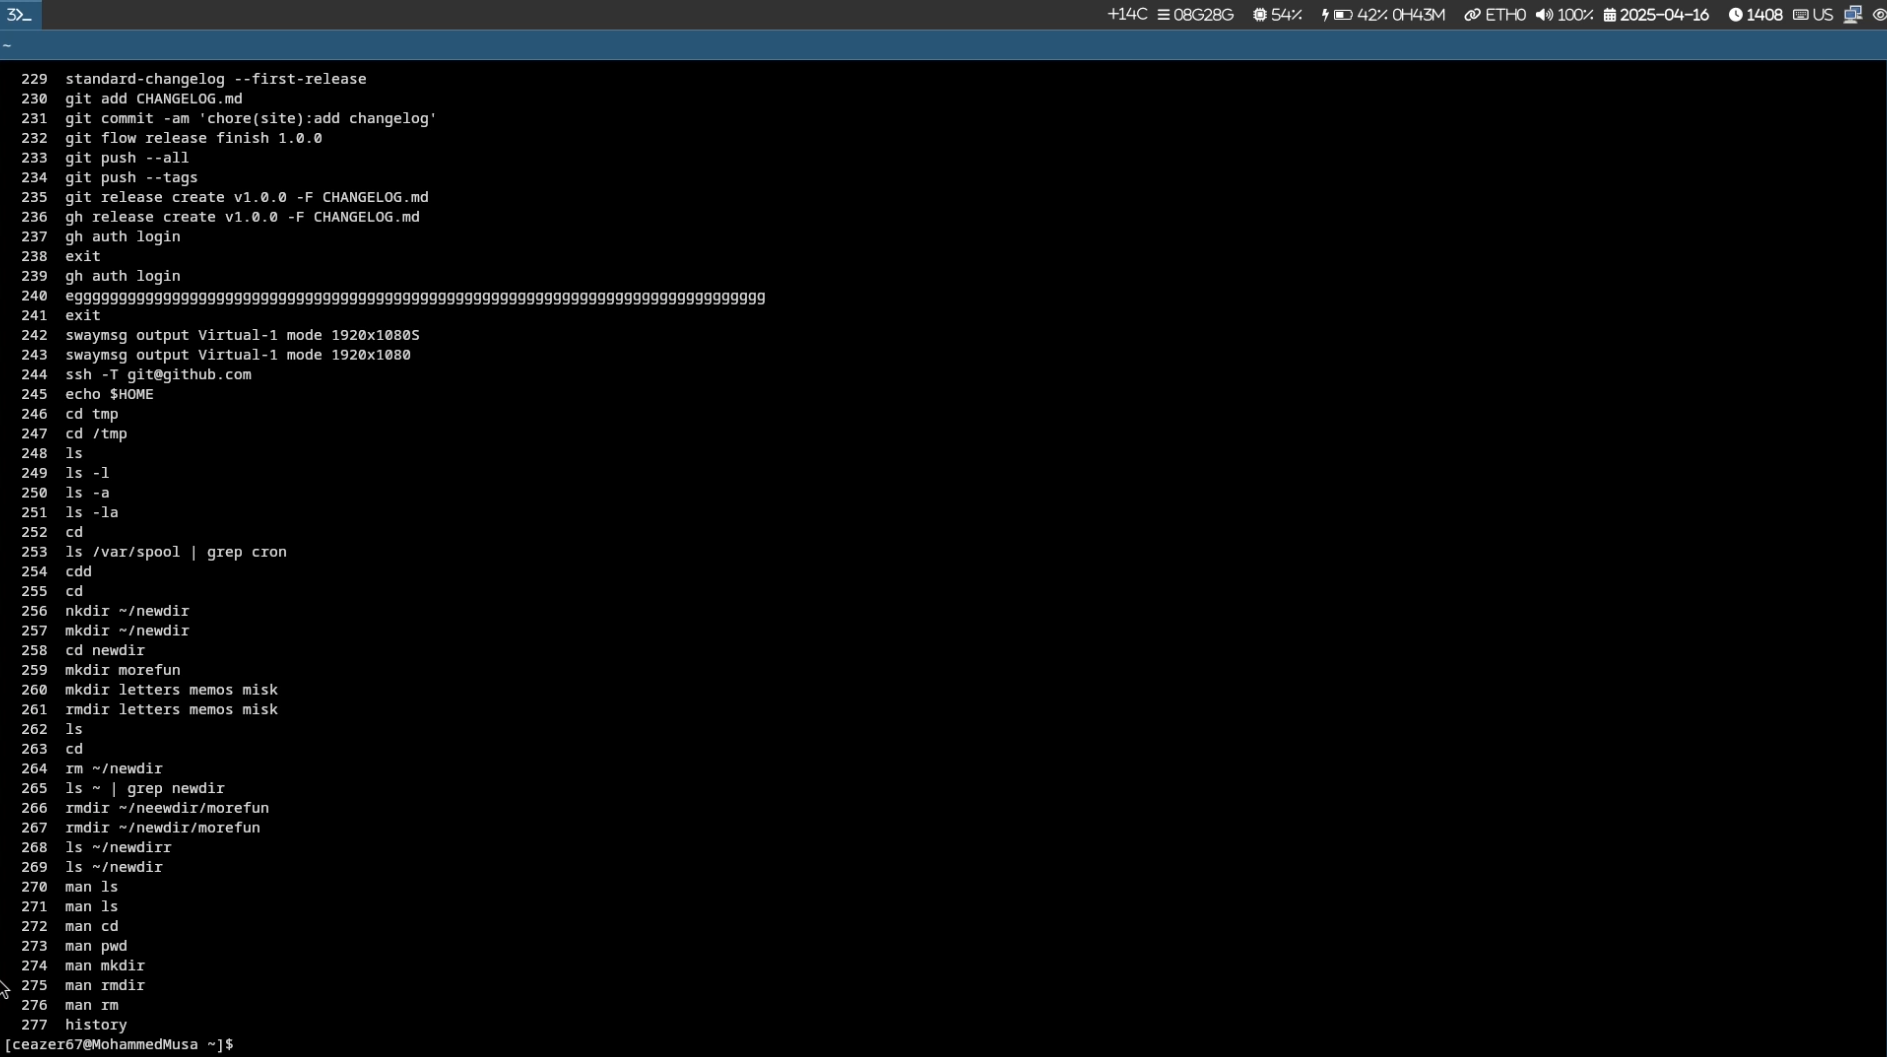 3 +14C 08G28G 54% 42% 0H43M ETH0 100% 2025-04-16 1408 US
~
229 standard-changelog --first-release
230 git add CHANGELOG.md
231 git commit -am 'chore(site):add changelog'
232 git flow release finish 1.0.0
233 git push --all
234 git push --tags
235 git release create v1.0.0 -F CHANGELOG.md
236 gh release create v1.0.0 -F CHANGELOG.md
237 gh auth login
238 exit
239 gh auth login
240 eggggggggggggggggggggggggggggggggggggggggggggggggggggggggggggggggggggggggggggggg
241 exit
242 swaymsg output Virtual-1 mode 1920x1080S
243 swaymsg output Virtual-1 mode 1920x1080
244 ssh -T git@github.com
245 echo $HOME
246 cd tmp
247 cd /tmp
248 ls
249 ls -l
250 ls -a
251 ls -la
252 cd
253 ls /var/spool | grep cron
254 cdd
255 cd
256 nkdir ~/newdir
257 mkdir ~/newdir
258 cd newdir
259 mkdir morefun
260 mkdir letters memos misk
261 rmdir letters memos misk
262 ls
263 cd
264 rm ~/newdir
265 ls ~ | grep newdir
266 rmdir ~/neewdir/morefun
267 rmdir ~/newdir/morefun
268 ls ~/newdirr
269 ls ~/newdir
270 man ls
271 man ls
272 man cd
273 man pwd
274 man mkdir
275 man rmdir
276 man rm
277 history
[ceazer67@MohammedMusa ~]$